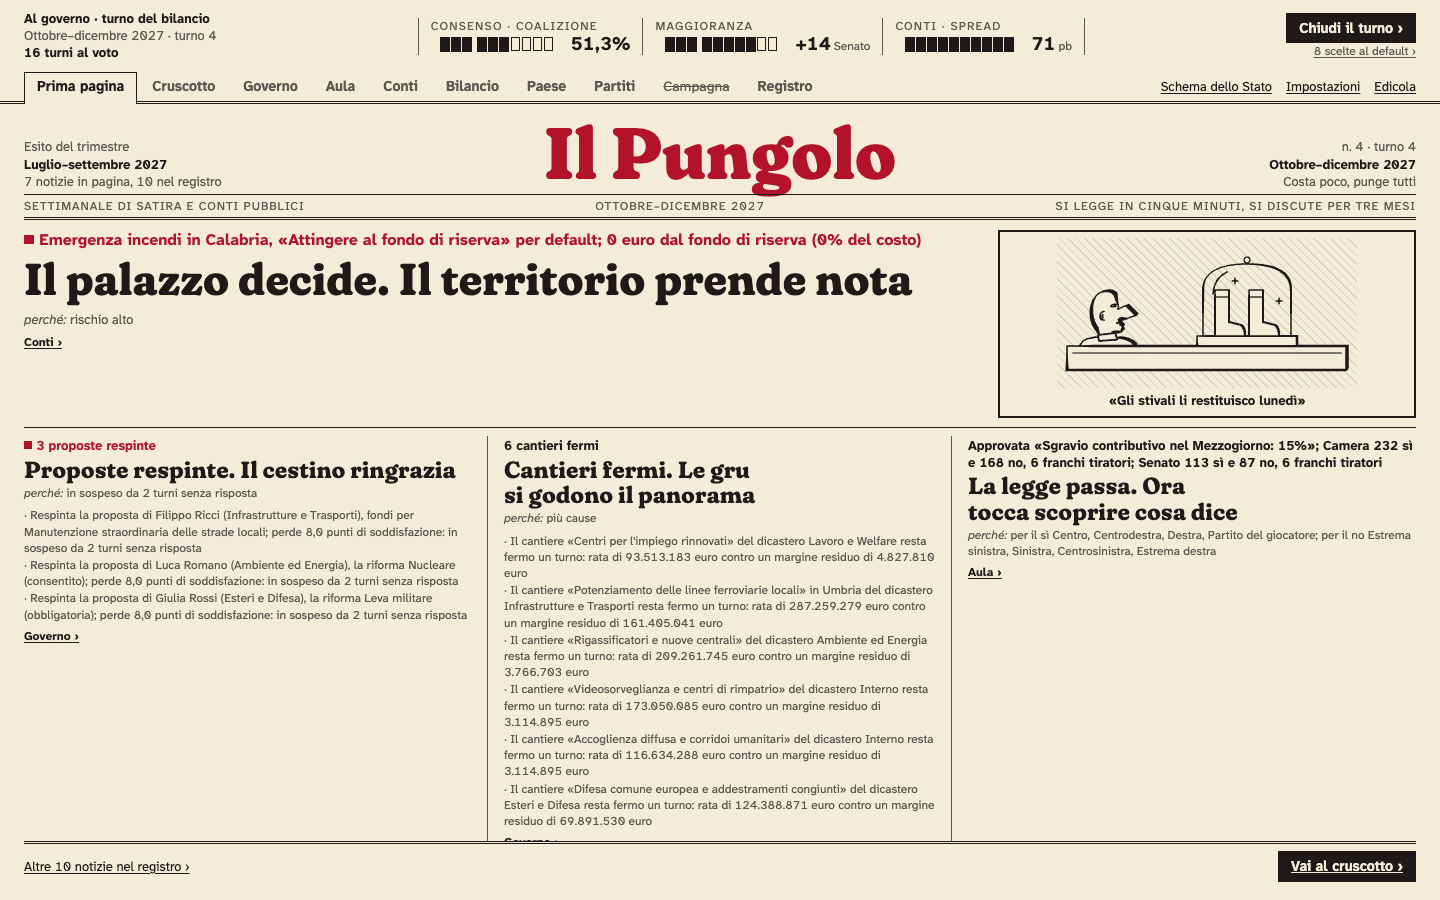 Al governo · turno del bilancio
Ottobre–dicembre 2027 · turno 4
16 turni al voto
CONSENSO · COALIZIONE
51,3%
MAGGIORANZA
+14 Senato
CONTI · SPREAD
71 pb
Chiudi il turno ›
8 scelte al default ›
Prima pagina
Cruscotto
Governo
Aula
Conti
Bilancio
Paese
Partiti
Campagna
Registro
Schema dello Stato
Impostazioni
Edicola
Esito del trimestre
Luglio–settembre 2027
7 notizie in pagina, 10 nel registro
Il Pungolo
n. 4 · turno 4
Ottobre–dicembre 2027
Costa poco, punge tutti
SETTIMANALE DI SATIRA E CONTI PUBBLICI
OTTOBRE–DICEMBRE 2027
SI LEGGE IN CINQUE MINUTI, SI DISCUTE PER TRE MESI
Emergenza incendi in Calabria, «Attingere al fondo di riserva» per default; 0 euro dal fondo di riserva (0% del costo)
Il palazzo decide. Il territorio prende nota
perché: rischio alto
Conti ›
«Gli stivali li restituisco lunedì»
3 proposte respinte
Proposte respinte. Il cestino ringrazia
perché: in sospeso da 2 turni senza risposta
· Respinta la proposta di Filippo Ricci (Infrastrutture e Trasporti), fondi per
Manutenzione straordinaria delle strade locali; perde 8,0 punti di soddisfazione: in
sospeso da 2 turni senza risposta
· Respinta la proposta di Luca Romano (Ambiente ed Energia), la riforma Nucleare
(consentito); perde 8,0 punti di soddisfazione: in sospeso da 2 turni senza risposta
· Respinta la proposta di Giulia Rossi (Esteri e Difesa), la riforma Leva militare
(obbligatoria); perde 8,0 punti di soddisfazione: in sospeso da 2 turni senza risposta
Governo ›
6 cantieri fermi
Cantieri fermi. Le gru
si godono il panorama
perché: più cause
· Il cantiere «Centri per l'impiego rinnovati» del dicastero Lavoro e Welfare resta
fermo un turno: rata di 93.513.183 euro contro un margine residuo di 4.827.810
euro
· Il cantiere «Potenziamento delle linee ferroviarie locali» in Umbria del dicastero
Infrastrutture e Trasporti resta fermo un turno: rata di 287.259.279 euro contro
un margine residuo di 161.405.041 euro
· Il cantiere «Rigassificatori e nuove centrali» del dicastero Ambiente ed Energia
resta fermo un turno: rata di 209.261.745 euro contro un margine residuo di
3.766.703 euro
· Il cantiere «Videosorveglianza e centri di rimpatrio» del dicastero Interno resta
fermo un turno: rata di 173.050.085 euro contro un margine residuo di
3.114.895 euro
· Il cantiere «Accoglienza diffusa e corridoi umanitari» del dicastero Interno resta
fermo un turno: rata di 116.634.288 euro contro un margine residuo di
3.114.895 euro
· Il cantiere «Difesa comune europea e addestramenti congiunti» del dicastero
Esteri e Difesa resta fermo un turno: rata di 124.388.871 euro contro un margine
residuo di 69.891.530 euro
Approvata «Sgravio contributivo nel Mezzogiorno: 15%»; Camera 232 sì
e 168 no, 6 franchi tiratori; Senato 113 sì e 87 no, 6 franchi tiratori
La legge passa. Ora
tocca scoprire cosa dice
perché: per il sì Centro, Centrodestra, Destra, Partito del giocatore; per il no Estrema
sinistra, Sinistra, Centrosinistra, Estrema destra
Aula ›
Altre 10 notizie nel registro ›
Vai al cruscotto ›